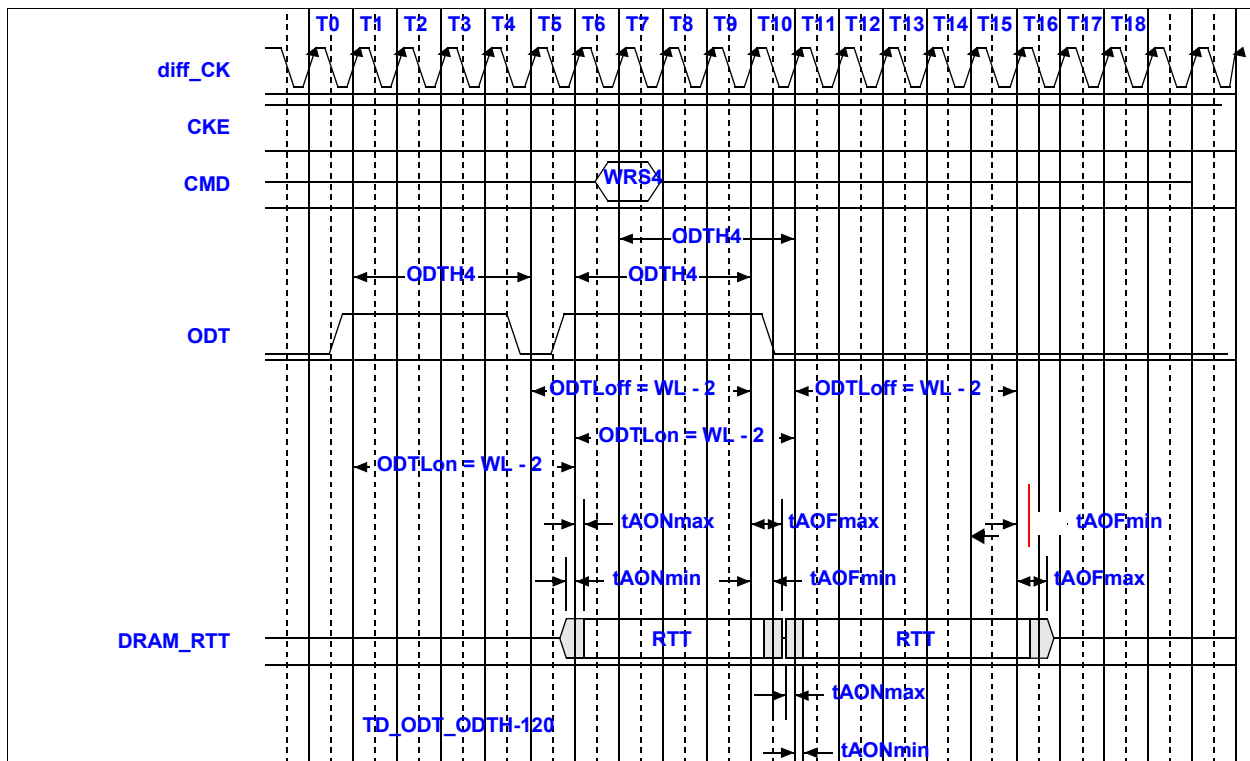 T0 T1 T2 T3 T4 T5 T6 T7 T8 T9 T10 T11 T12 T13 T14 T15 T16 T17 T18
diff_CK
CKE
CMD
WRS4
ODTH4
ODTH4 ODTH4
ODT
ODTLoff = WL - 2 ODTLoff = WL - 2
ODTLon = WL - 2
ODTLon = WL - 2
tAONmax tAOFmax tAOFmin
tAONmin tAOFmin tAOFmax
DRAM_RTT RTT RTT
tAONmax
TD_ODT_ODTH-120
tAONmin